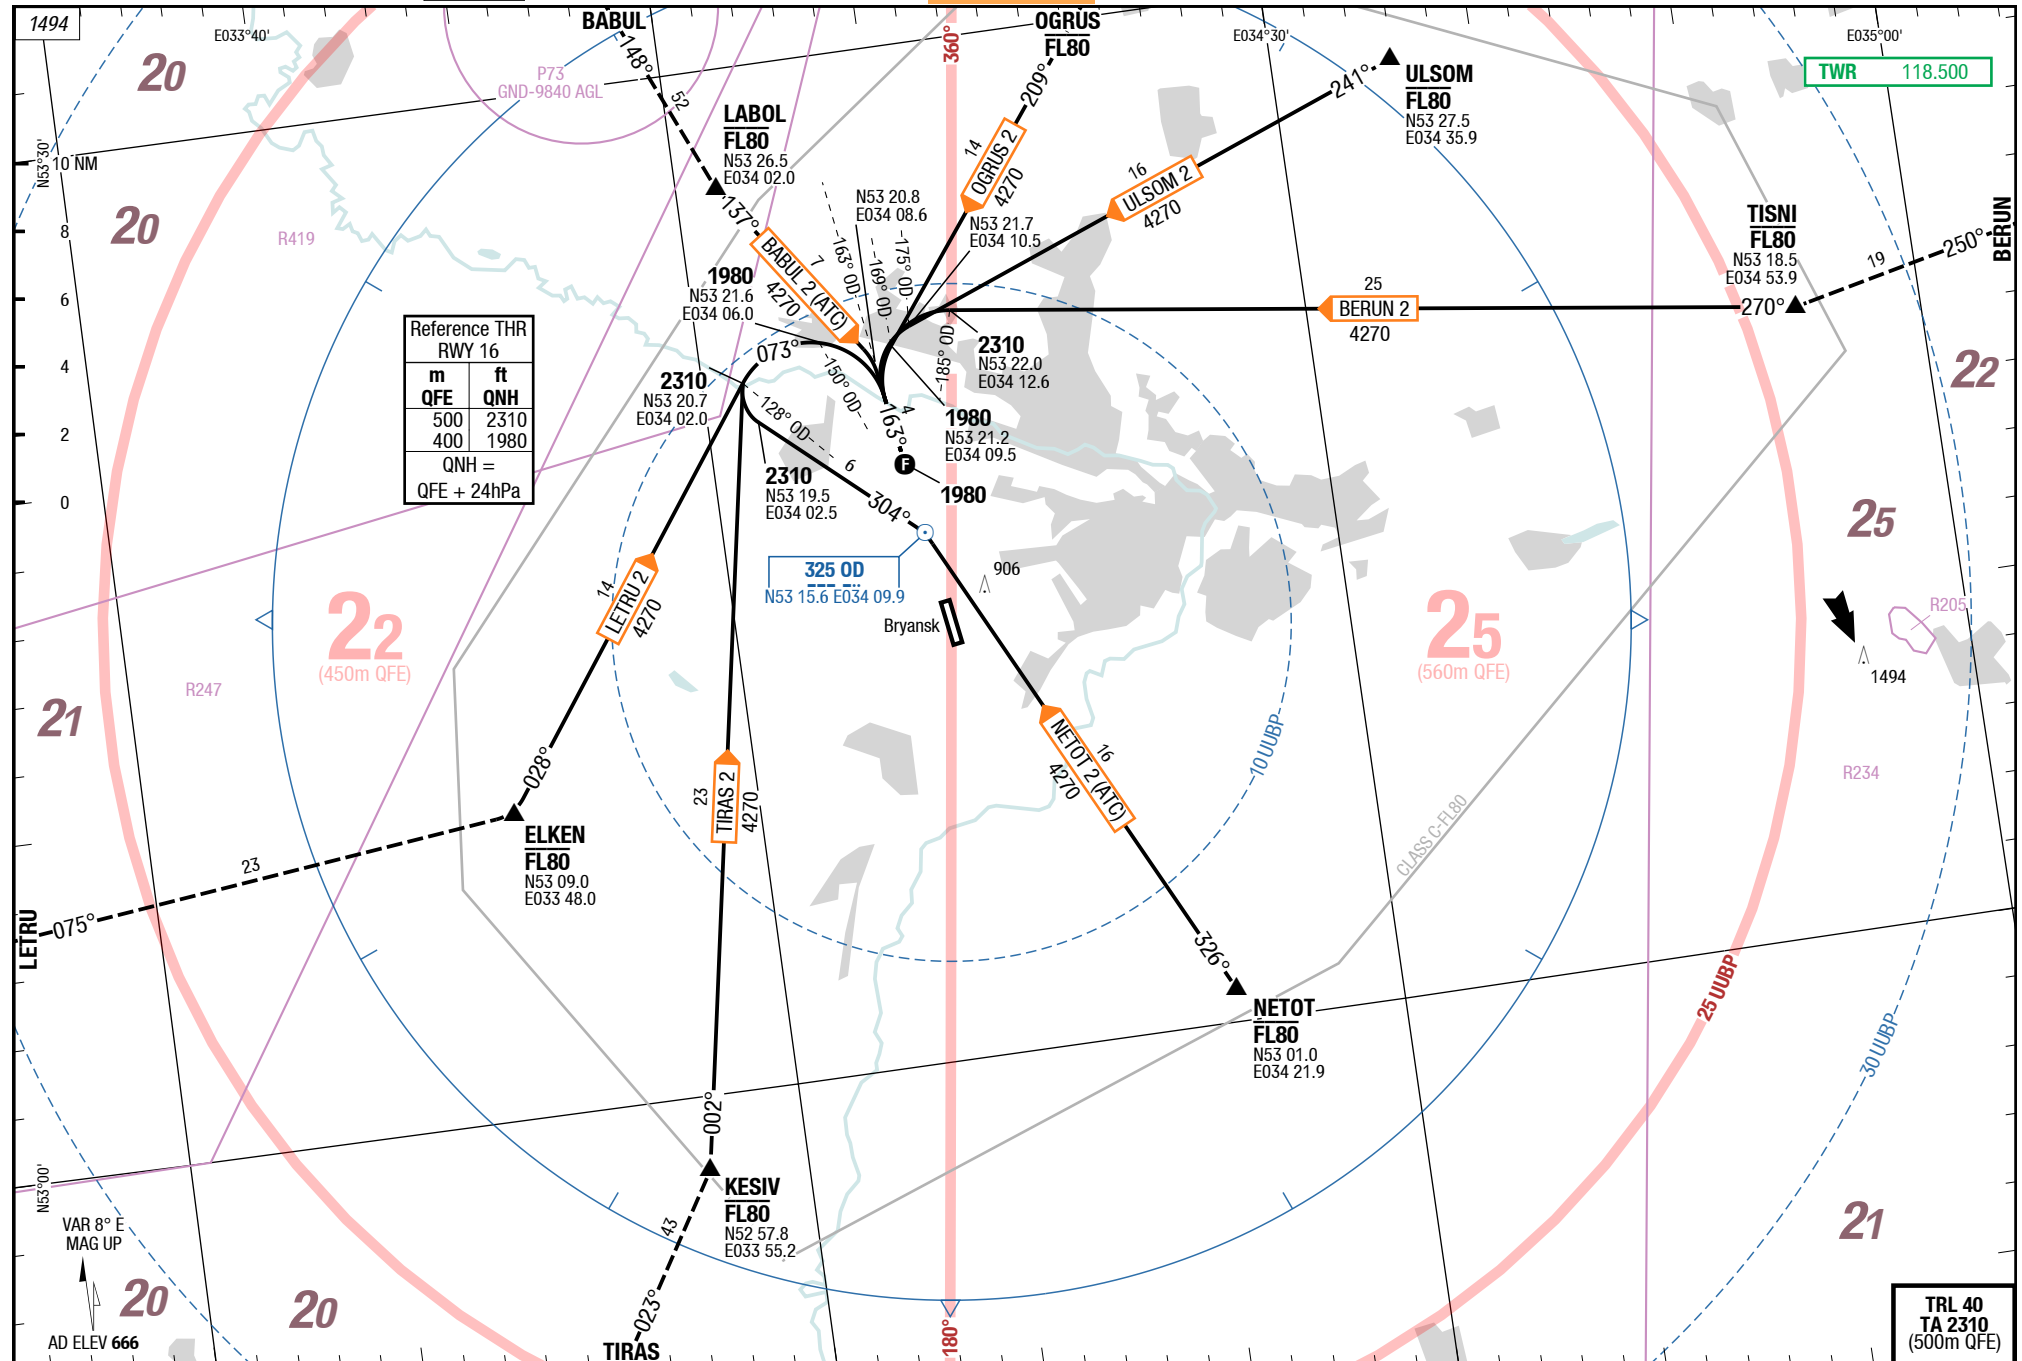 1494
E033°40'
BABUL
148°
52
OGRUS
FL80
209°
360°
E034°30'
E035°00'
TWR 118.500
20
P73
GND-9840 AGL
LABOL
FL80
N53 26.5
E034 02.0
137°
241°
ULSOM
FL80
N53 27.5
E034 35.9
N53°30'
10 NM
8
6
4
2
0
14
OGRUS 2
4270
16
ULSOM 2
4270
20
R419
N53 20.8
E034 08.6
N53 21.7
E034 10.5
TISNI
FL80
N53 18.5
E034 53.9
19
250°
BERUN
7
BABUL 2 (ATC)
4270
163° OD
169° OD
175° OD
1980
N53 21.6
E034 06.0
25
BERUN 2
4270
270°
Reference THR
RWY 16
m ft
QFE QNH
500 2310
400 1980
QNH =
QFE + 24hPa
073°
150° OD
185° OD
2310
N53 22.0
E034 12.6
22
2310
N53 20.7
E034 02.0
128° OD
4
163°
1980
N53 21.2
E034 09.5
F
6
2310
N53 19.5
E034 02.5
1980
304°
25
325 OD
N53 15.6 E034 09.9
906
Bryansk
14
LETRU 2
4270
22
(450m QFE)
25
(560m QFE)
R205
1494
R247
21
R234
028°
23
TIRAS 2
4270
16
NETOT 2 (ATC)
4270
10 UUBP
CLASS C-FL80
ELKEN
FL80
N53 09.0
E033 48.0
23
075°
LETRU
326°
NETOT
FL80
N53 01.0
E034 21.9
25 UUBP
30 UUBP
002°
KESIV
FL80
N52 57.8
E033 55.2
43
023°
TIRAS
N53°00'
VAR 8° E
MAG UP
20
20
AD ELEV 666
180°
21
TRL 40
TA 2310
(500m QFE)